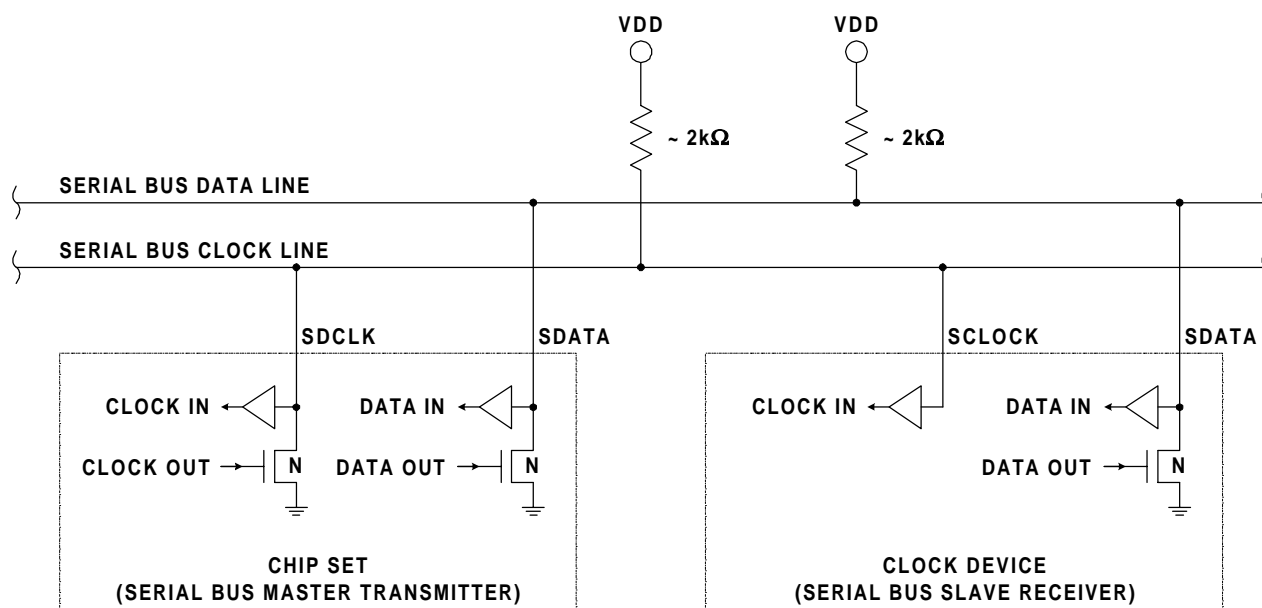 VDD
VDD
~ 2kΩ
~ 2kΩ
SERIAL BUS DATA LINE
SERIAL BUS CLOCK LINE
SDCLK
SDATA
SCLOCK
SDATA
CLOCK IN
DATA IN
CLOCK IN
DATA IN
CLOCK OUT
N
DATA OUT
N
DATA OUT
N
CHIP SET
(SERIAL BUS MASTER TRANSMITTER)
CLOCK DEVICE
(SERIAL BUS SLAVE RECEIVER)